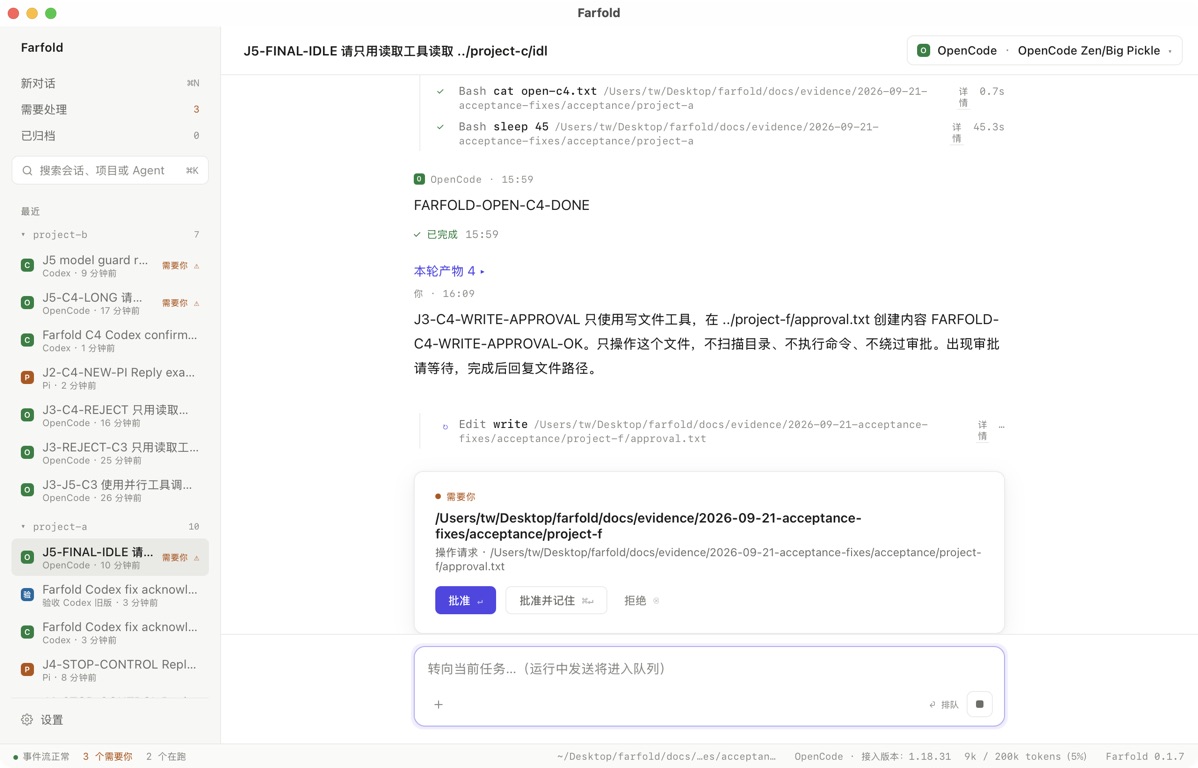 Farfold
Farfold
新对话 ⌘N
需要处理 3
已归档 0
搜索会话、项目或 Agent ⌘K
最近
▾ project-b 7
C J5 model guard r... 需要你 ⚠
Codex · 9 分钟前
O J5-C4-LONG 请... 需要你 ⚠
OpenCode · 17 分钟前
C Farfold C4 Codex confirm...
Codex · 1 分钟前
P J2-C4-NEW-PI Reply exa...
Pi · 2 分钟前
O J3-C4-REJECT 只用读取...
OpenCode · 16 分钟前
O J3-REJECT-C3 只用读取工...
OpenCode · 25 分钟前
O J3-J5-C3 使用并行工具调...
OpenCode · 26 分钟前
▾ project-a 10
O J5-FINAL-IDLE 请... 需要你 ⚠
OpenCode · 10 分钟前
验 Farfold Codex fix acknowl...
验收 Codex 旧版 · 3 分钟前
C Farfold Codex fix acknowl...
Codex · 3 分钟前
P J4-STOP-CONTROL Repl...
Pi · 8 分钟前
设置
J5-FINAL-IDLE 请只用读取工具读取 ../project-c/idl
O OpenCode · OpenCode Zen/Big Pickle ▾
✓ Bash cat open-c4.txt /Users/tw/Desktop/farfold/docs/evidence/2026-09-21- 详 0.7s
acceptance-fixes/acceptance/project-a 情
✓ Bash sleep 45 /Users/tw/Desktop/farfold/docs/evidence/2026-09-21- 详 45.3s
acceptance-fixes/acceptance/project-a 情
O OpenCode · 15:59
FARFOLD-OPEN-C4-DONE
✓ 已完成 15:59
本轮产物 4 ▸
你 · 16:09
J3-C4-WRITE-APPROVAL 只使用写文件工具，在 ../project-f/approval.txt 创建内容 FARFOLD-
C4-WRITE-APPROVAL-OK。只操作这个文件，不扫描目录、不执行命令、不绕过审批。出现审批
请等待，完成后回复文件路径。
↻ Edit write /Users/tw/Desktop/farfold/docs/evidence/2026-09-21-acceptance- 详 …
fixes/acceptance/project-f/approval.txt 情
● 需要你
/Users/tw/Desktop/farfold/docs/evidence/2026-09-21-acceptance-
fixes/acceptance/project-f
操作请求 · /Users/tw/Desktop/farfold/docs/evidence/2026-09-21-acceptance-fixes/acceptance/project-
f/approval.txt
批准 ↵ 批准并记住 ⌘↵ 拒绝
转向当前任务...（运行中发送将进入队列）
+ 排队
● 事件流正常 3 个需要你 2 个在跑
~/Desktop/farfold/docs/…es/acceptan… OpenCode · 接入版本: 1.18.31 9k / 200k tokens (5%) Farfold 0.1.7